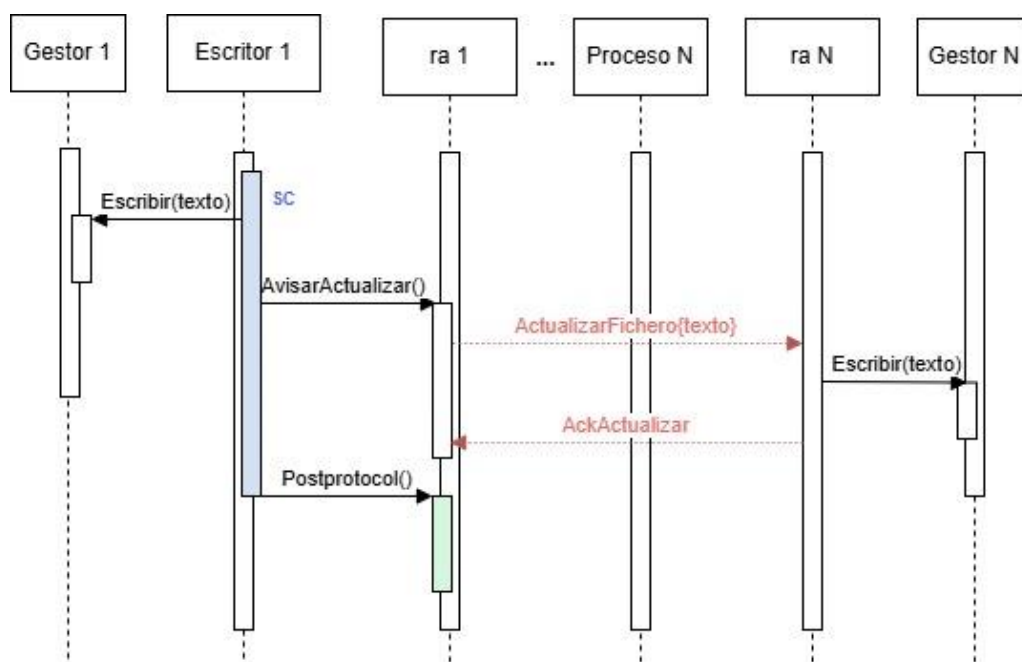 Gestor 1
Escritor 1
ra 1
...
Proceso N
ra N
Gestor N
SC
Escribir(texto)
AvisarActualizar()
ActualizarFichero{texto}
Escribir(texto)
AckActualizar
Postprotocol()